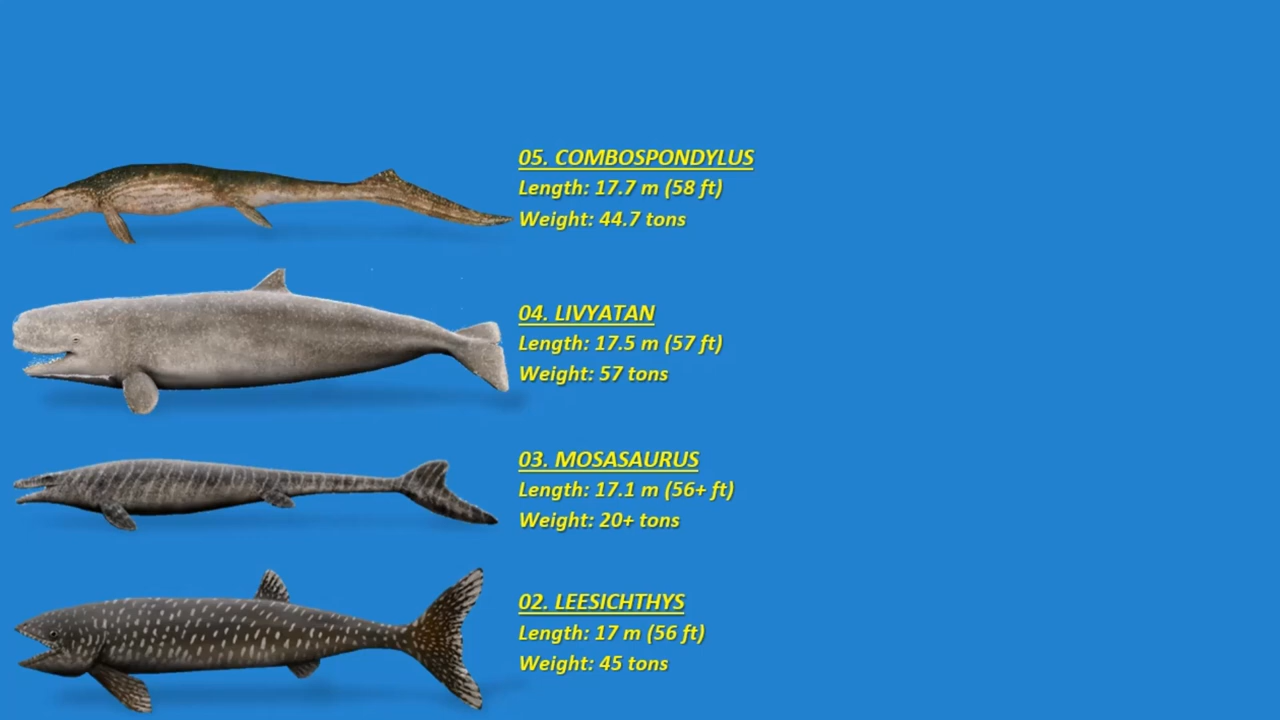 05. COMBOSPONDYLUS
Length: 17.7 m (58 ft)
Weight: 44.7 tons
04. LIVYATAN
Length: 17.5 m (57 ft)
Weight: 57 tons
03. MOSASAURUS
Length: 17.1 m (56+ ft)
Weight: 20+ tons
02. LEESICHTHYS
Length: 17 m (56 ft)
Weight: 45 tons